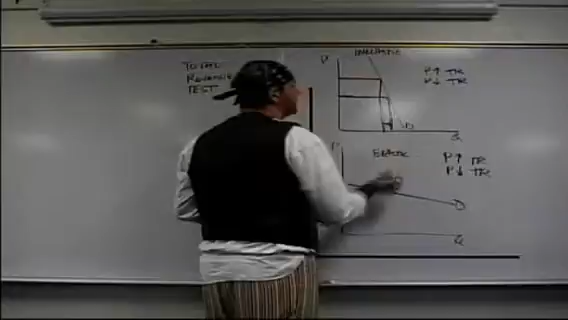 TOTAL
REVENUE
TEST
INELASTIC
P↑ TR
P↓ TR
D
Q
P
ELASTIC
P↑ TR
P↓ TR
D
Q